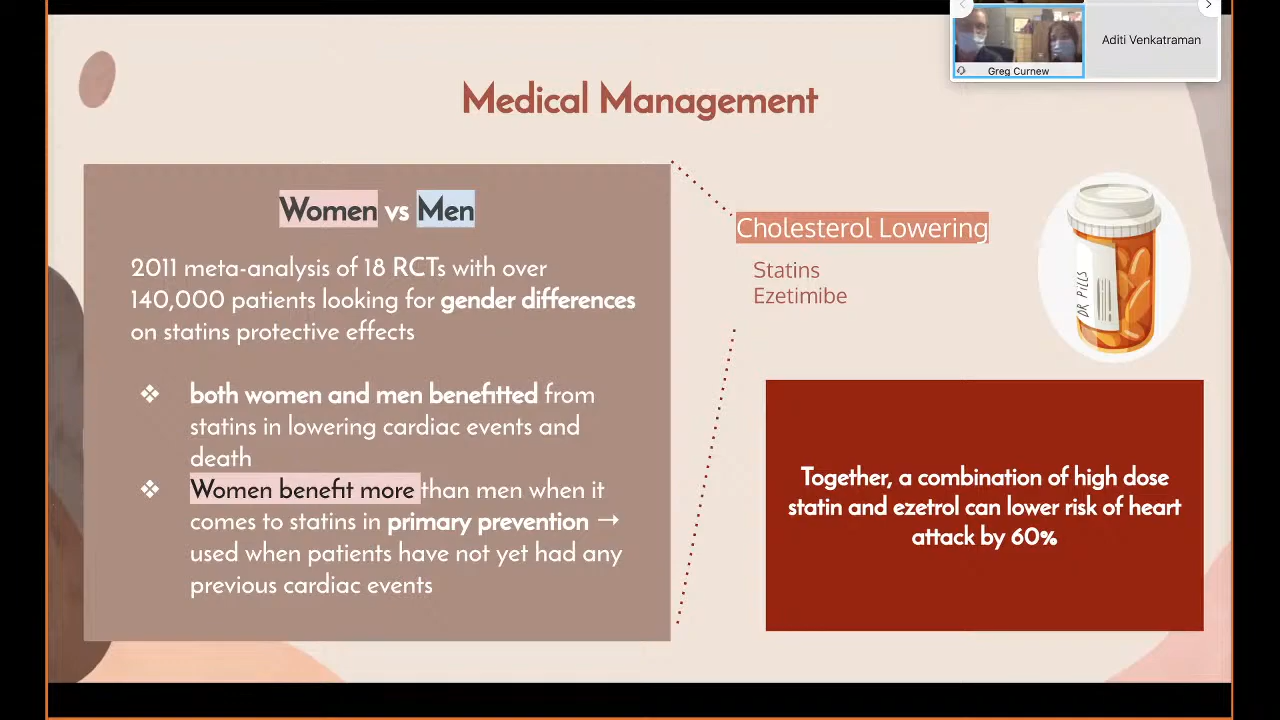 Aditi Venkatraman
Greg Curnew
Medical Management
Women vs Men
2011 meta-analysis of 18 RCTs with over
140,000 patients looking for gender differences
on statins protective effects
❖ both women and men benefitted from
statins in lowering cardiac events and
death
❖ Women benefit more than men when it
comes to statins in primary prevention →
used when patients have not yet had any
previous cardiac events
Cholesterol Lowering
Statins
Ezetimibe
DR PILLS
Together, a combination of high dose
statin and ezetrol can lower risk of heart
attack by 60%